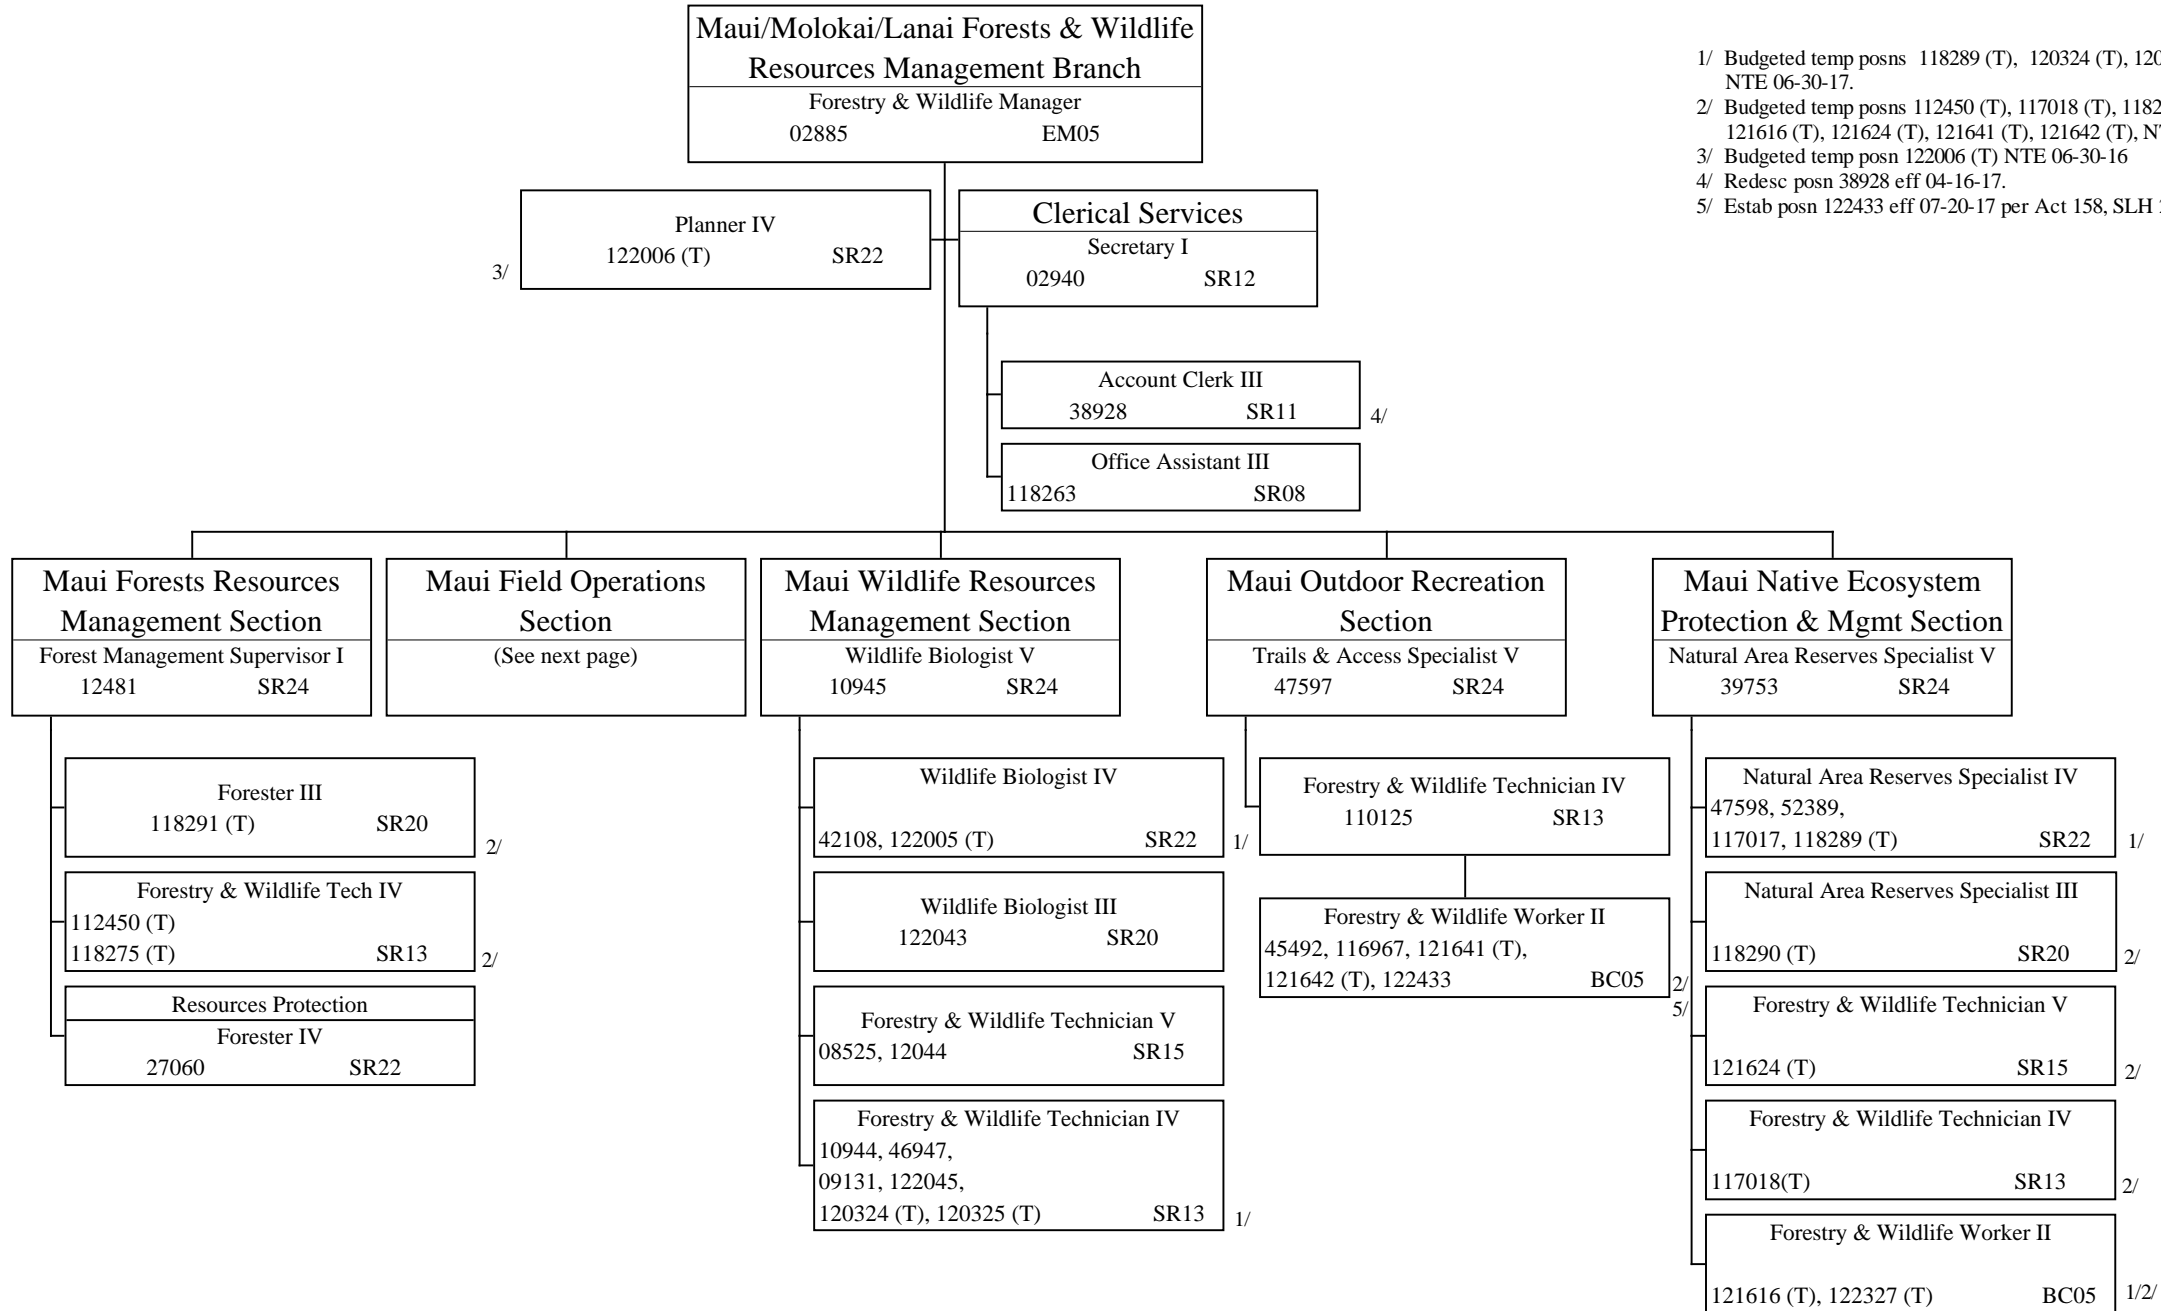 Maui/Molokai/Lanai Forests & Wildlife
Resources Management Branch
Forestry & Wildlife Manager
02885 EM05
1/ Budgeted temp posns 118289 (T), 120324 (T), 120
NTE 06-30-17.
2/ Budgeted temp posns 112450 (T), 117018 (T), 1182
121616 (T), 121624 (T), 121641 (T), 121642 (T), NT
3/ Budgeted temp posn 122006 (T) NTE 06-30-16
4/ Redesc posn 38928 eff 04-16-17.
5/ Estab posn 122433 eff 07-20-17 per Act 158, SLH
Planner IV
122006 (T) SR22
3/
Clerical Services
Secretary I
02940 SR12
Account Clerk III
38928 SR11
4/
Office Assistant III
118263 SR08
Maui Forests Resources
Management Section
Forest Management Supervisor I
12481 SR24
Forester III
118291 (T) SR20
2/
Forestry & Wildlife Tech IV
112450 (T)
118275 (T) SR13
2/
Resources Protection
Forester IV
27060 SR22
Maui Field Operations
Section
(See next page)
Maui Wildlife Resources
Management Section
Wildlife Biologist V
10945 SR24
Wildlife Biologist IV
42108, 122005 (T) SR22
1/
Wildlife Biologist III
122043 SR20
Forestry & Wildlife Technician V
08525, 12044 SR15
Forestry & Wildlife Technician IV
10944, 46947,
09131, 122045,
120324 (T), 120325 (T) SR13
1/
Maui Outdoor Recreation
Section
Trails & Access Specialist V
47597 SR24
Forestry & Wildlife Technician IV
110125 SR13
Forestry & Wildlife Worker II
45492, 116967, 121641 (T),
121642 (T), 122433 BC05
2/
5/
Maui Native Ecosystem
Protection & Mgmt Section
Natural Area Reserves Specialist V
39753 SR24
Natural Area Reserves Specialist IV
47598, 52389,
117017, 118289 (T) SR22
1/
Natural Area Reserves Specialist III
118290 (T) SR20
2/
Forestry & Wildlife Technician V
121624 (T) SR15
2/
Forestry & Wildlife Technician IV
117018(T) SR13
2/
Forestry & Wildlife Worker II
121616 (T), 122327 (T) BC05
1/2/